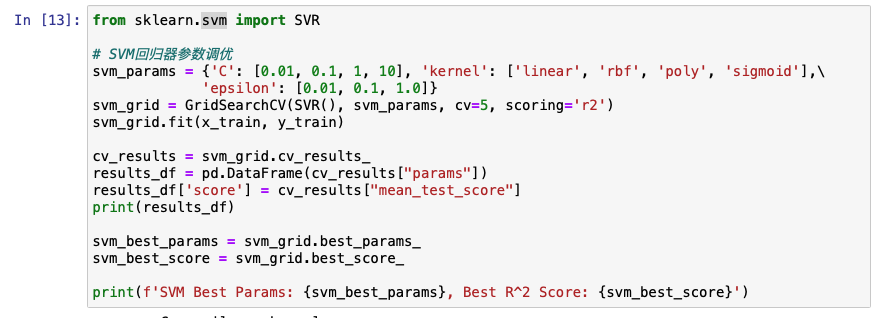 In [13]: from sklearn.svm import SVR
# SVM回归器参数调优
svm_params = {'C': [0.01, 0.1, 1, 10], 'kernel': ['linear', 'rbf', 'poly', 'sigmoid'],\
'epsilon': [0.01, 0.1, 1.0]}
svm_grid = GridSearchCV(SVR(), svm_params, cv=5, scoring='r2')
svm_grid.fit(x_train, y_train)
cv_results = svm_grid.cv_results_
results_df = pd.DataFrame(cv_results["params"])
results_df['score'] = cv_results["mean_test_score"]
print(results_df)
svm_best_params = svm_grid.best_params_
svm_best_score = svm_grid.best_score_
print(f'SVM Best Params: {svm_best_params}, Best R^2 Score: {svm_best_score}')